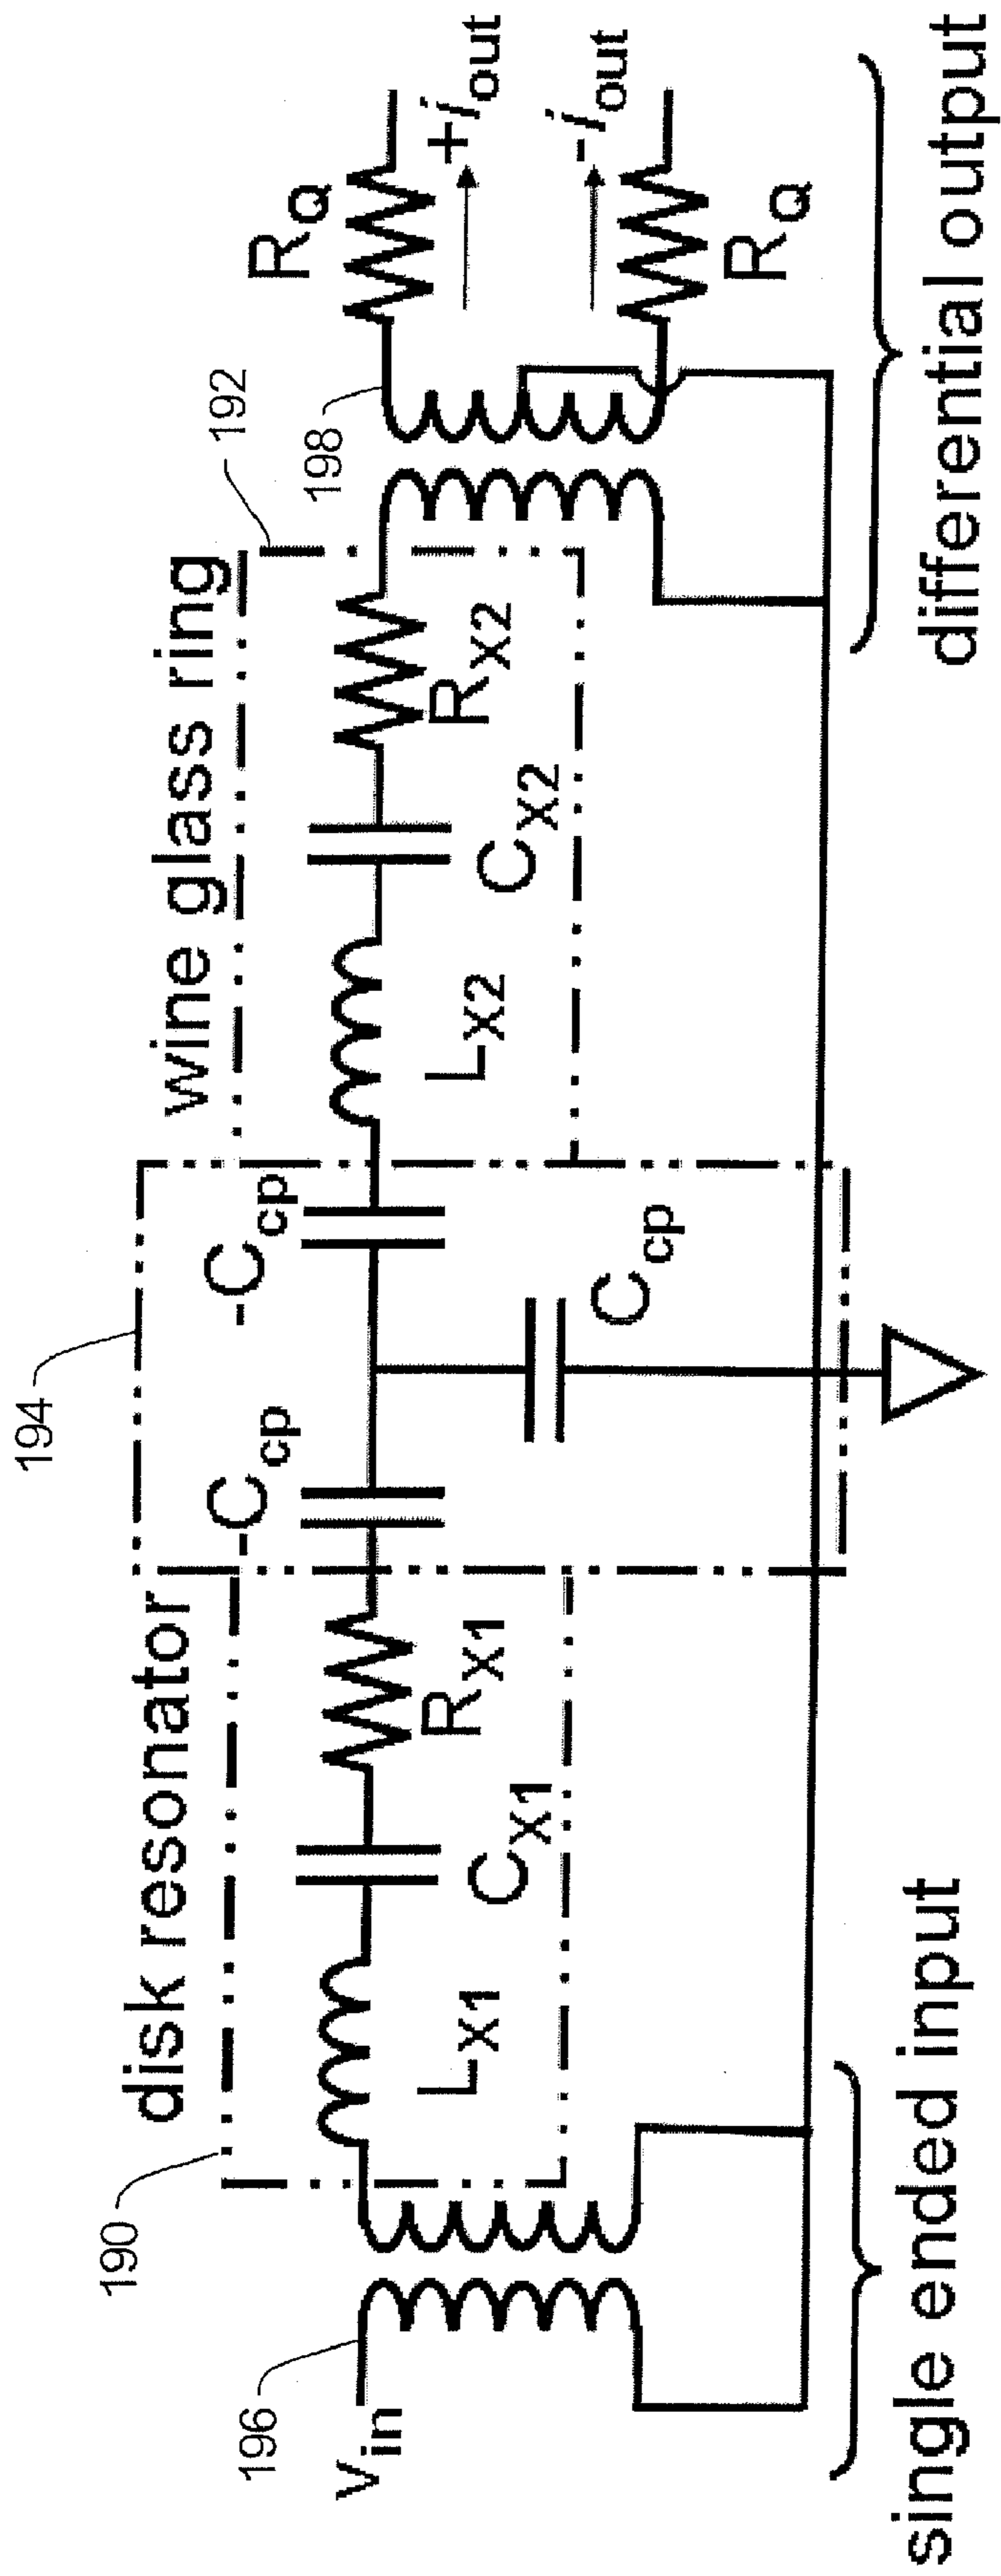 194
192
190
196
198
disk resonator
wine glass ring
-C_cp
-C_cp
C_cp
L_X1
C_X1
R_X1
L_X2
C_X2
R_X2
R_Q
+i_out
-i_out
R_Q
v_in
single ended input
differential output